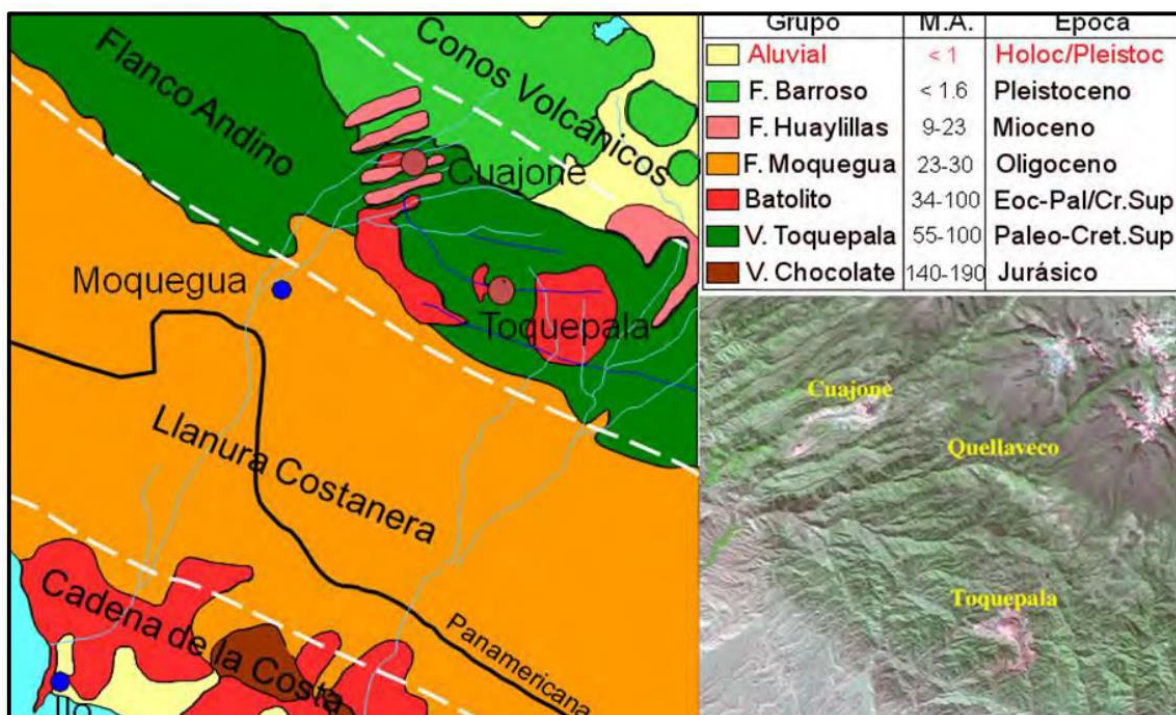 Flanco Andino
Conos Volcánicos
Cuajone
Moquegua
Toquepala
Llanura Costanera
Panamericana
Cadena de la Costa
Ilo
Grupo M.A. Epoca
Aluvial < 1 Holoc/Pleistoc
F. Barroso < 1.6 Pleistoceno
F. Huaylillas 9-23 Mioceno
F. Moquegua 23-30 Oligoceno
Batolito 34-100 Eoc-Pal/Cr.Sup
V. Toquepala 55-100 Paleo-Cret.Sup
V. Chocolate 140-190 Jurásico
Cuajone
Quellaveco
Toquepala